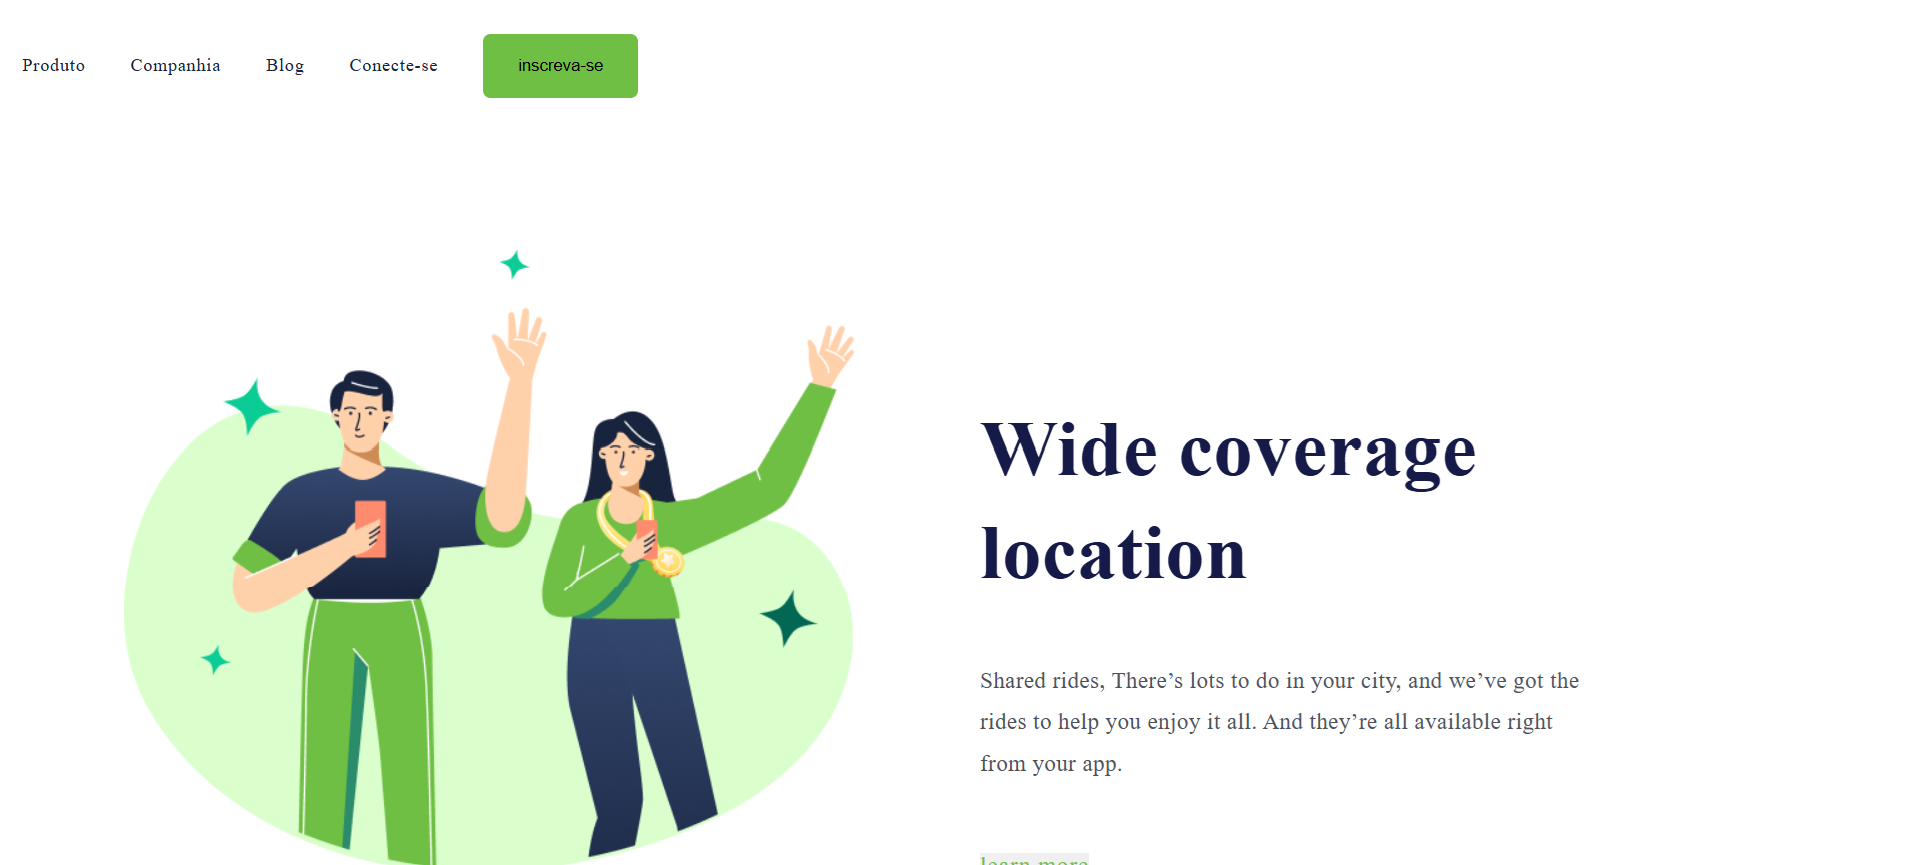 Produto Companhia Blog Conecte-se inscreva-se
Wide coverage
location
Shared rides, There’s lots to do in your city, and we’ve got the
rides to help you enjoy it all. And they’re all available right
from your app.
learn more